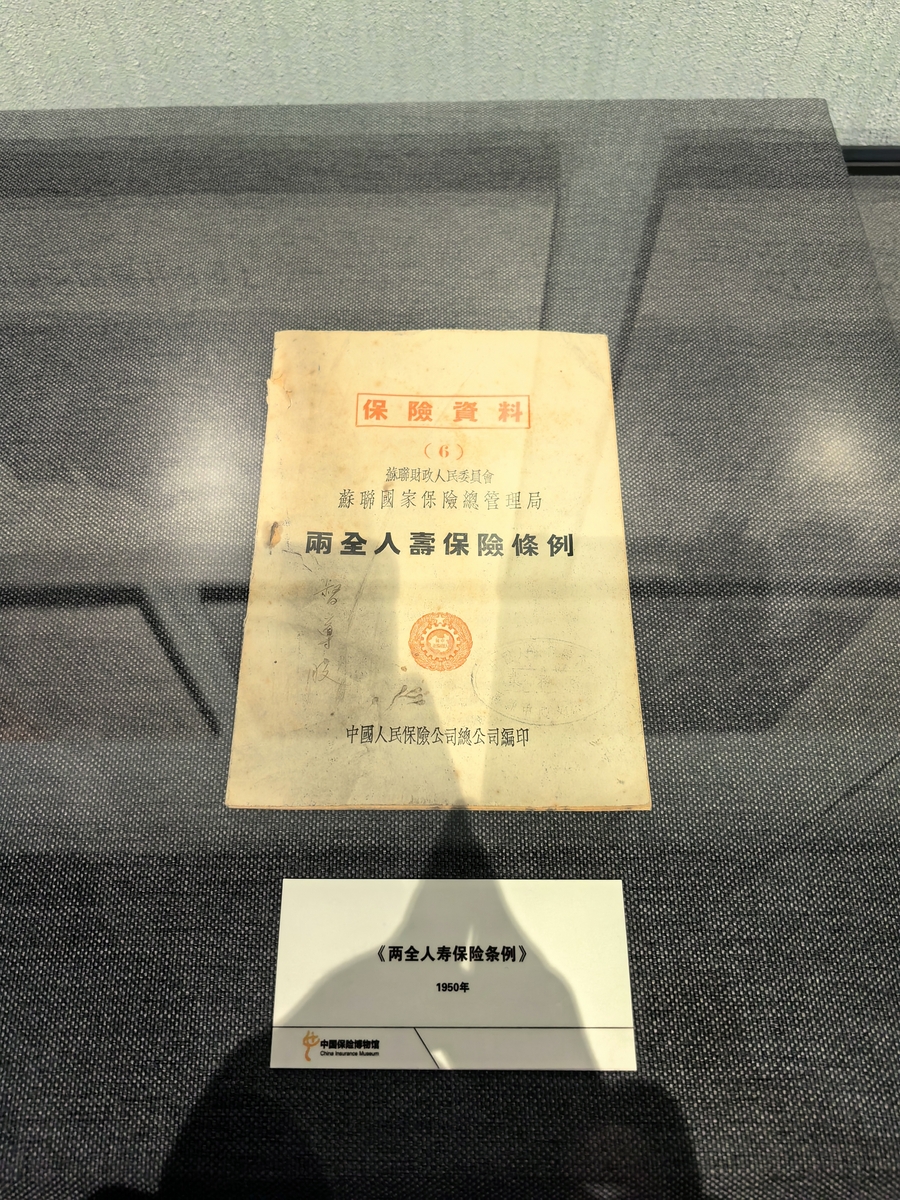 保險資料
（6）
蘇聯財政人民委員會
蘇聯國家保險總管理局
兩全人壽保險條例
中國人民保險公司總公司編印
《两全人寿保险条例》
1950年
中国保险博物馆
China Insurance Museum